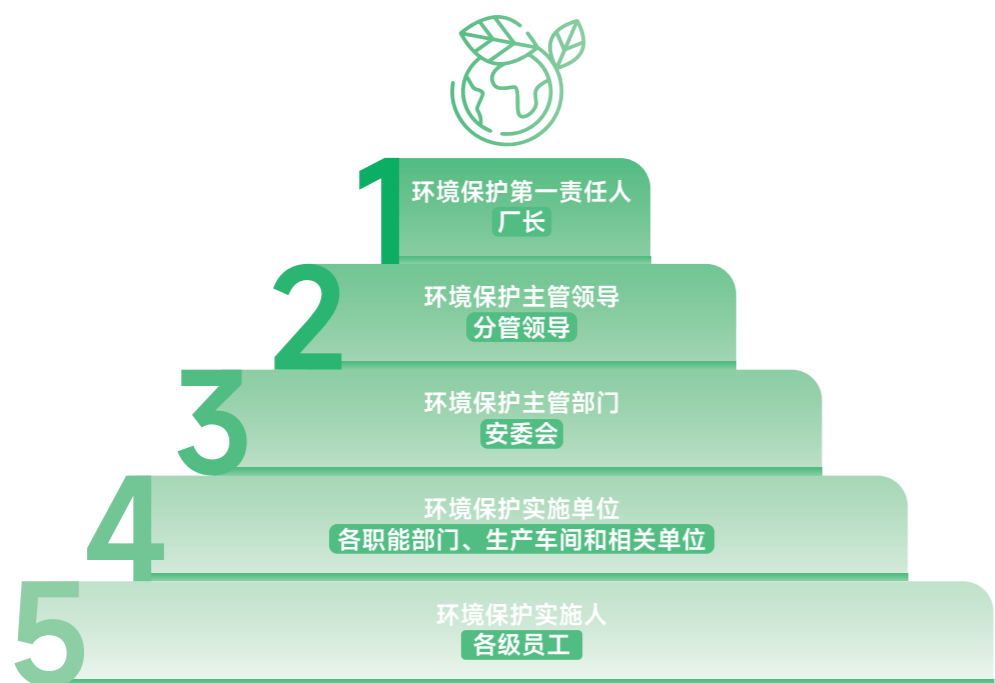 1
环境保护第一责任人
厂长
2
环境保护主管领导
分管领导
3
环境保护主管部门
安委会
4
环境保护实施单位
各职能部门、生产车间和相关单位
5
环境保护实施人
各级员工